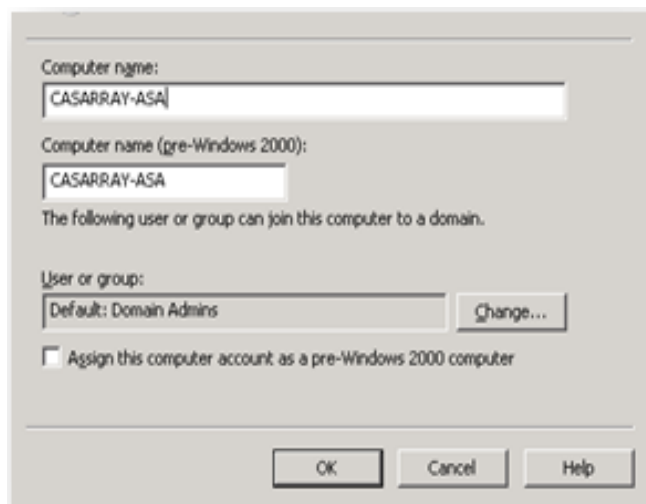 Computer name:
CASARRAY-ASA
Computer name (pre-Windows 2000):
CASARRAY-ASA
The following user or group can join this computer to a domain.
User or group:
Default: Domain Admins
Change...
Assign this computer account as a pre-Windows 2000 computer
OK
Cancel
Help